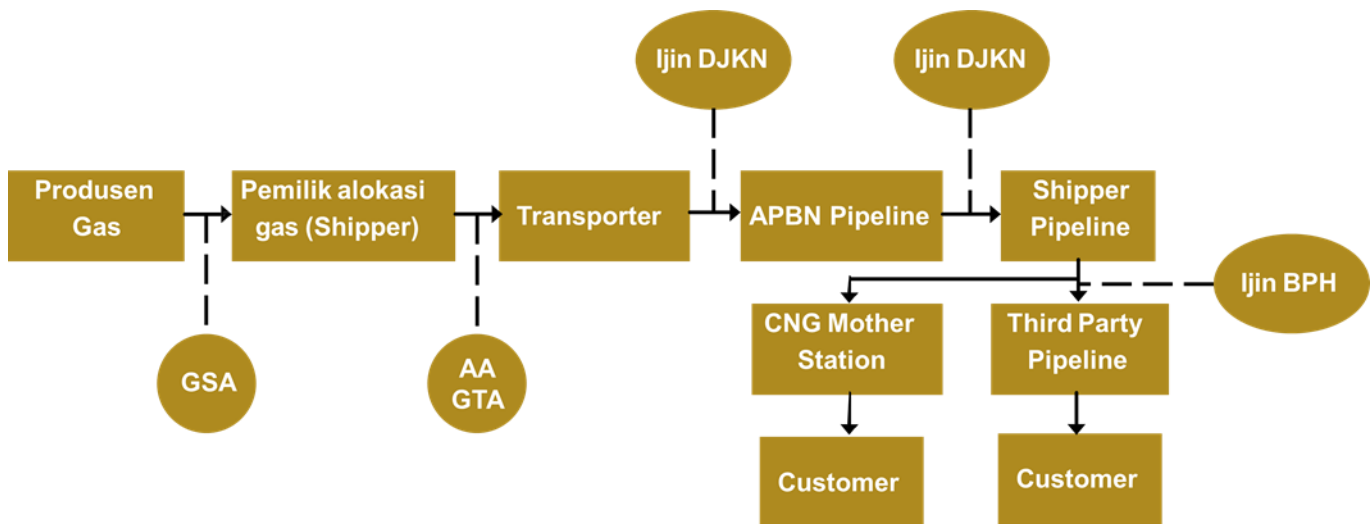 Ijin DJKN
Ijin DJKN
Produsen
Gas
Pemilik alokasi
gas (Shipper)
Transporter
APBN Pipeline
Shipper
Pipeline
Ijin BPH
GSA
AA
GTA
CNG Mother
Station
Third Party
Pipeline
Customer
Customer